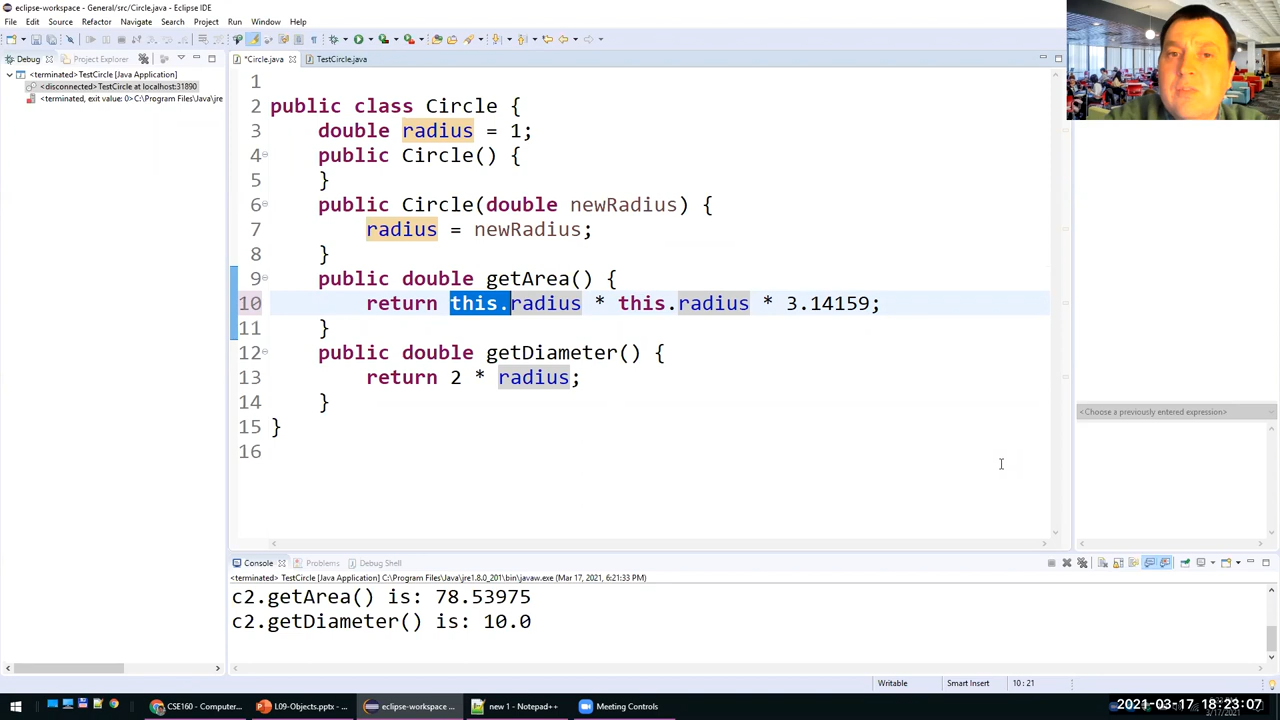 eclipse-workspace - General/src/Circle.java - Eclipse IDE
File Edit Source Refactor Navigate Search Project Run Window Help
Debug Project Explorer
*Circle.java TestCircle.java
<terminated>TestCircle [Java Application]
<disconnected>TestCircle at localhost:31890
<terminated, exit value: 0>C:\Program Files\Java\jre
1
2 public class Circle {
3 double radius = 1;
4 public Circle() {
5 }
6 public Circle(double newRadius) {
7 radius = newRadius;
8 }
9 public double getArea() {
10 return this.radius * this.radius * 3.14159;
11 }
12 public double getDiameter() {
13 return 2 * radius;
14 }
15 }
16
<Choose a previously entered expression>
Console Problems Debug Shell
<terminated> TestCircle [Java Application] C:\Program Files\Java\jre1.8.0_201\bin\javaw.exe (Mar 17, 2021, 6:21:33 PM)
c2.getArea() is: 78.53975
c2.getDiameter() is: 10.0
Writable Smart Insert 10 : 21
CSE160 - Computer... L09-Objects.pptx - ... eclipse-workspace ... new 1 - Notepad++ Meeting Controls
2021-03-17 18:23:07